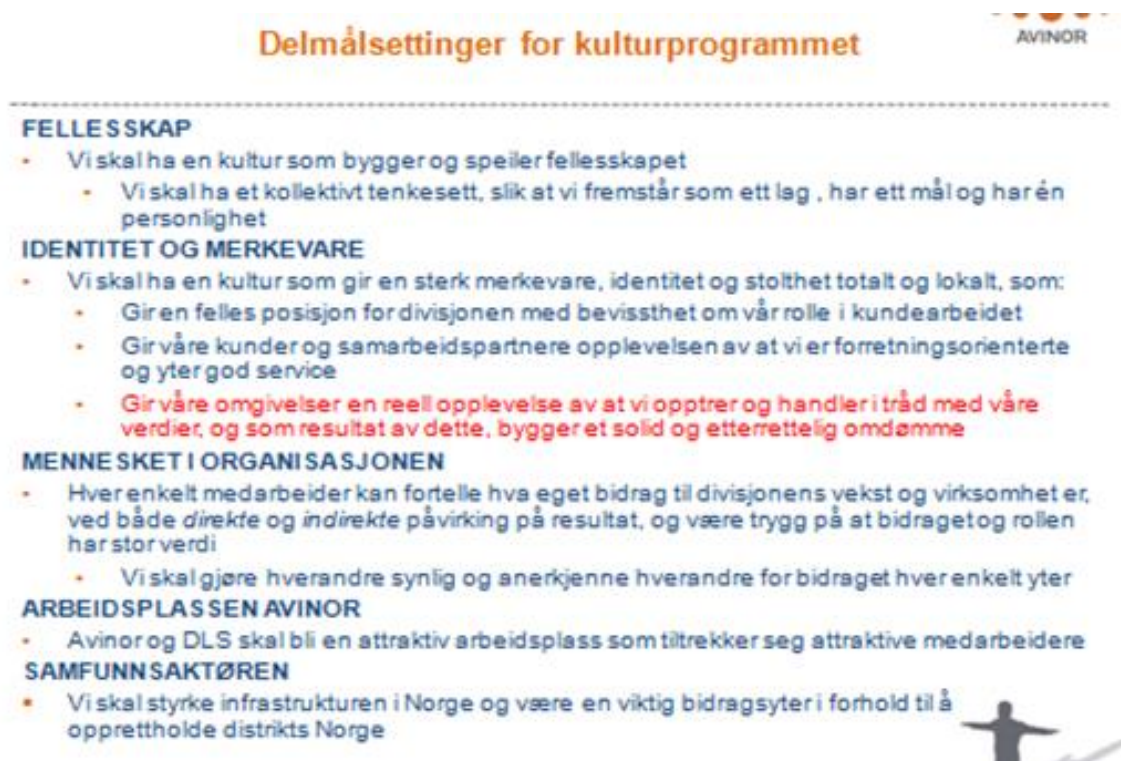 Delmålsettinger for kulturprogrammet
AVINOR
FELLESSKAP
• Vi skal ha en kultur som bygger og speiler fellesskapet
• Vi skal ha et kollektivt tenkesett, slik at vi fremstår som ett lag , har ett mål og har én
personlighet
IDENTITET OG MERKEVARE
• Vi skal ha en kultur som gir en sterk merkevare, identitet og stolthet totalt og lokalt, som:
• Gir en felles posisjon for divisjonen med bevissthet om vår rolle i kundearbeidet
• Gir våre kunder og samarbeidspartnere opplevelsen av at vi er forretningsorienterte
og yter god service
• Gir våre omgivelser en reell opplevelse av at vi opptrer og handler i tråd med våre
verdier, og som resultat av dette, bygger et solid og etterrettelig omdømme
MENNESKET I ORGANISASJONEN
• Hver enkelt medarbeider kan fortelle hva eget bidrag til divisjonens vekst og virksomhet er,
ved både direkte og indirekte påvirking på resultat, og være trygg på at bidraget og rollen
har stor verdi
• Vi skal gjøre hverandre synlig og anerkjenne hverandre for bidraget hver enkelt yter
ARBEIDSPLASSEN AVINOR
• Avinor og DLS skal bli en attraktiv arbeidsplass som tiltrekker seg attraktive medarbeidere
SAMFUNNSAKTØREN
• Vi skal styrke infrastrukturen i Norge og være en viktig bidragsyter i forhold til å
opprettholde distrikts Norge